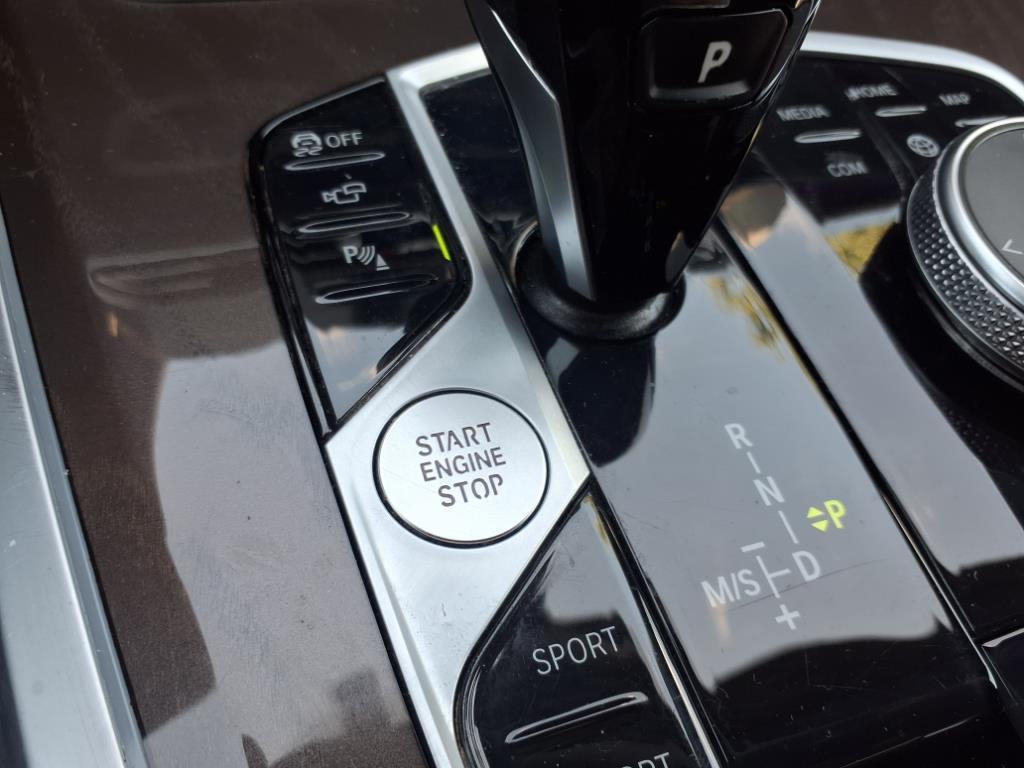 P
MEDIA
HOME
MAP
COM
OFF
P
START
ENGINE
STOP
R
N
P
D
M/S
-
+
SPORT